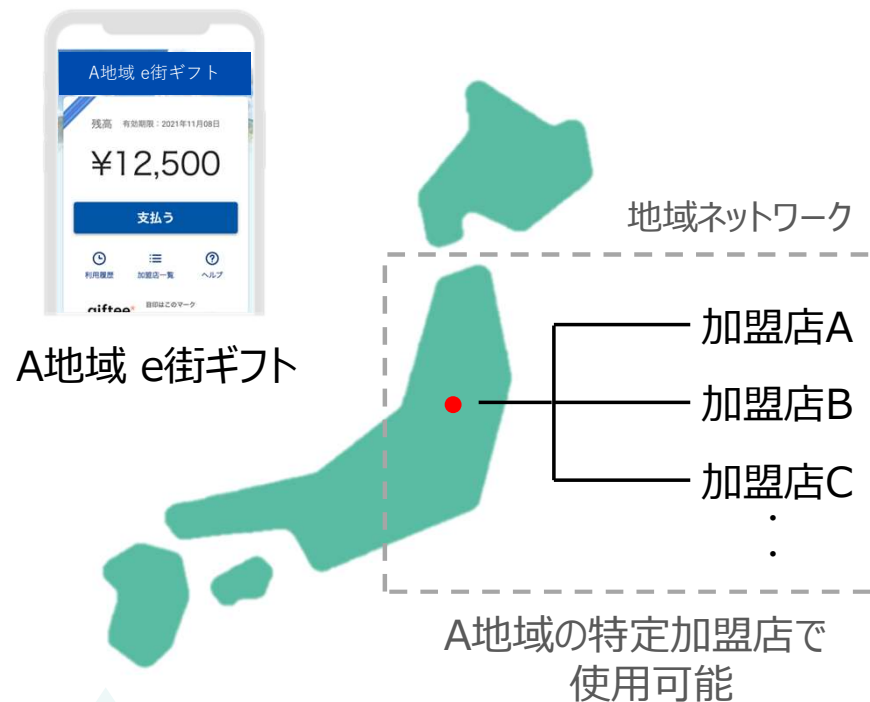 A地域 e街ギフト
残高 有効期限：2021年11月08日
¥12,500
支払う
利用履歴 加盟店一覧 ヘルプ
giftee 目印はこのマーク
A地域 e街ギフト
地域ネットワーク
加盟店A
加盟店B
加盟店C
・
・
A地域の特定加盟店で
使用可能